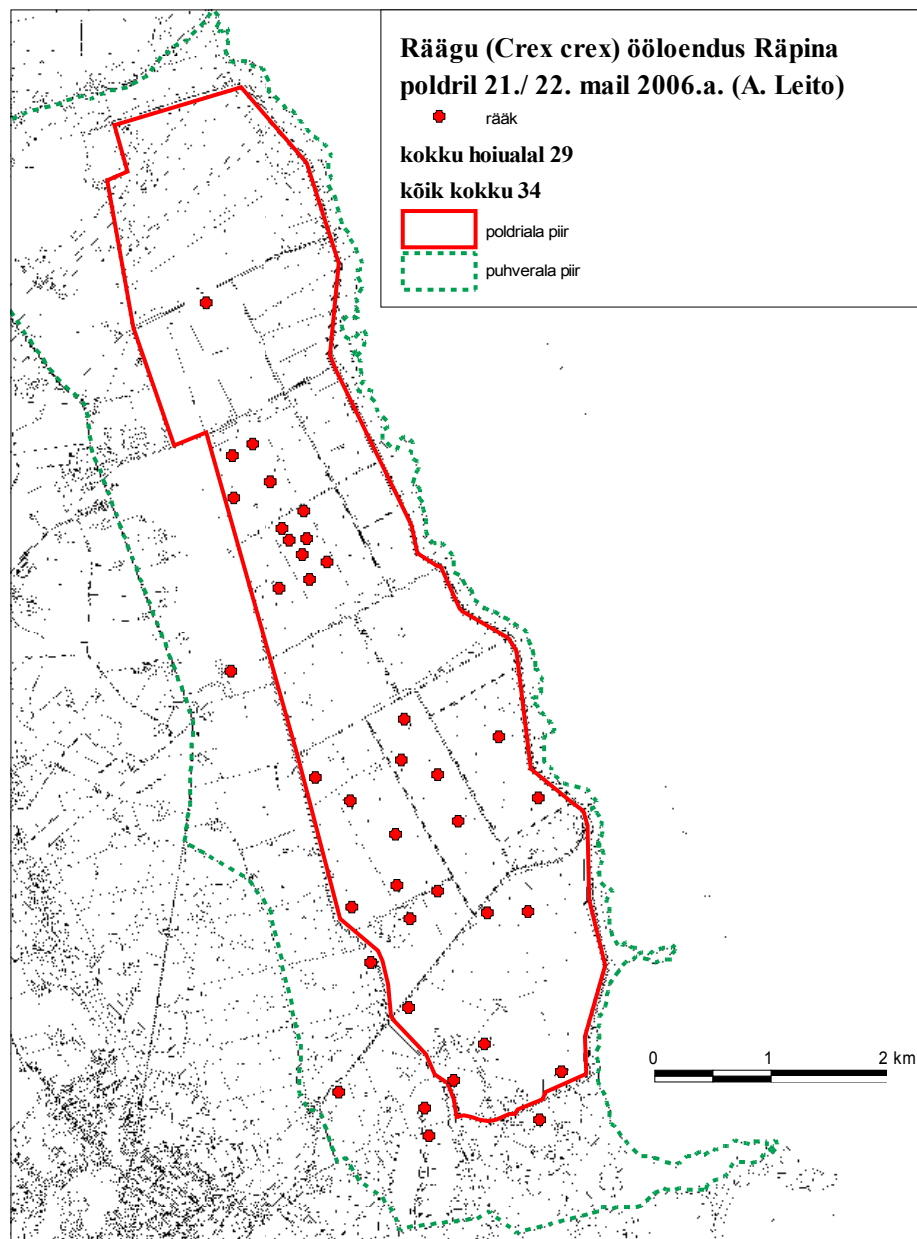 Räägu (Crex crex) ööloendus Räpina
poldril 21./ 22. mail 2006.a. (A. Leito)
rääk
kokku hoiualal 29
kõik kokku 34
poldriala piir
puhverala piir
0 1 2 km